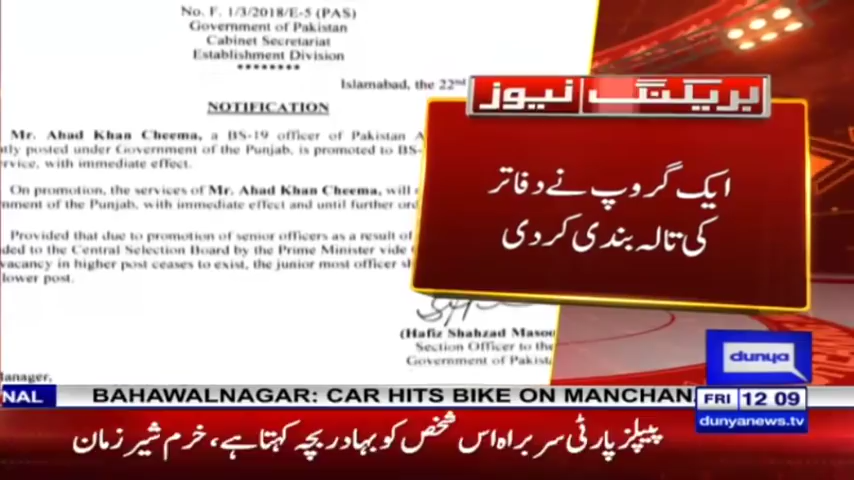 No. F. 1/3/2018/E-5 (PAS)
Government of Pakistan
Cabinet Secretariat
Establishment Division
********
Islamabad, the 22nd
NOTIFICATION
Mr. Ahad Khan Cheema, a BS-19 officer of Pakistan A
tly posted under Government of the Punjab, is promoted to BS-
ervice, with immediate effect.
On promotion, the services of Mr. Ahad Khan Cheema, will
nment of the Punjab, with immediate effect and until further ord
Provided that due to promotion of senior officers as a result of
ded to the Central Selection Board by the Prime Minister vide
vacancy in higher post ceases to exist, the junior most officer s
lower post.
(Hafiz Shahzad Masoo
Section Officer to the
Government of Pakist
Manager,
بریکنگ نیوز
ایک گروپ نے دفاتر
کی تالہ بندی کر دی
dunya
NAL BAHAWALNAGAR: CAR HITS BIKE ON MANCHAN
FRI 12 09
dunyanews.tv
پیپلز پارٹی سربراہ اس شخص کو بہادر بچہ کہتا ہے، خرم شیر زمان